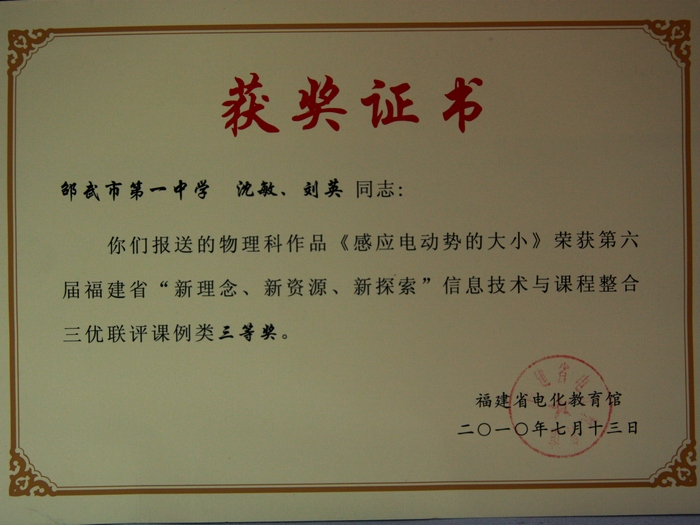 获奖证书
邵武市第一中学 沈敏、刘英 同志:
你们报送的物理科作品《感应电动势的大小》荣获第六
届福建省“新理念、新资源、新探索”信息技术与课程整合
三优联评课例类三等奖。
福建省电化教育馆
二〇一〇年七月十三日